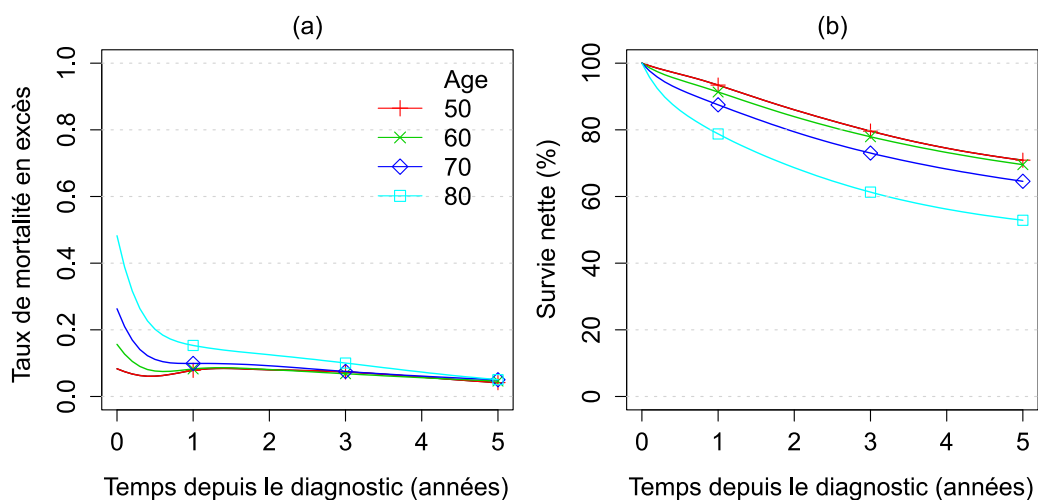 (a)
Taux de mortalité en excès
1.0
0.8
0.6
0.4
0.2
0.0
Age
50
60
70
80
0 1 2 3 4 5
Temps depuis le diagnostic (années)
(b)
Survie nette (%)
100
80
60
40
20
0
0 1 2 3 4 5
Temps depuis le diagnostic (années)